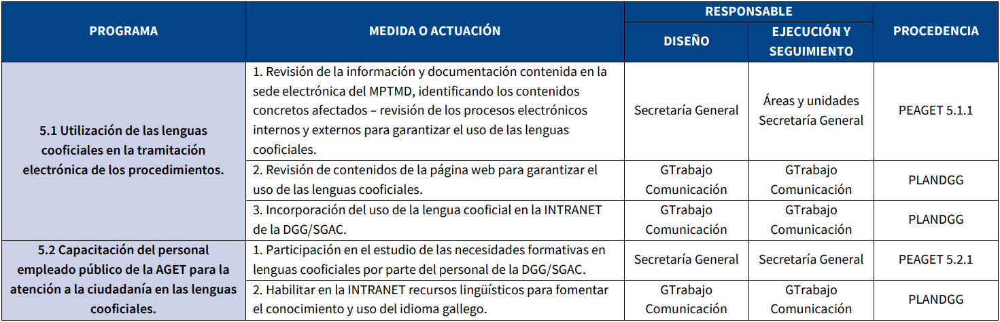 PROGRAMA
MEDIDA O ACTUACIÓN
RESPONSABLE
DISEÑO
EJECUCIÓN Y
SEGUIMIENTO
PROCEDENCIA
5.1 Utilización de las lenguas
cooficiales en la tramitación
electrónica de los procedimientos.
1. Revisión de la información y documentación contenida en la
sede electrónica del MPTMD, identificando los contenidos
concretos afectados – revisión de los procesos electrónicos
internos y externos para garantizar el uso de las lenguas
cooficiales.
Secretaría General
Áreas y unidades
Secretaría General
PEAGET 5.1.1
2. Revisión de contenidos de la página web para garantizar el
uso de las lenguas cooficiales.
GTrabajo
Comunicación
GTrabajo
Comunicación
PLANDGG
3. Incorporación del uso de la lengua cooficial en la INTRANET
de la DGG/SGAC.
GTrabajo
Comunicación
GTrabajo
Comunicación
PLANDGG
5.2 Capacitación del personal
empleado público de la AGET para la
atención a la ciudadanía en las lenguas
cooficiales.
1. Participación en el estudio de las necesidades formativas en
lenguas cooficiales por parte del personal de la DGG/SGAC.
Secretaría General
Secretaría General
PEAGET 5.2.1
2. Habilitar en la INTRANET recursos lingüísticos para fomentar
el conocimiento y uso del idioma gallego.
GTrabajo
Comunicación
GTrabajo
Comunicación
PLANDGG